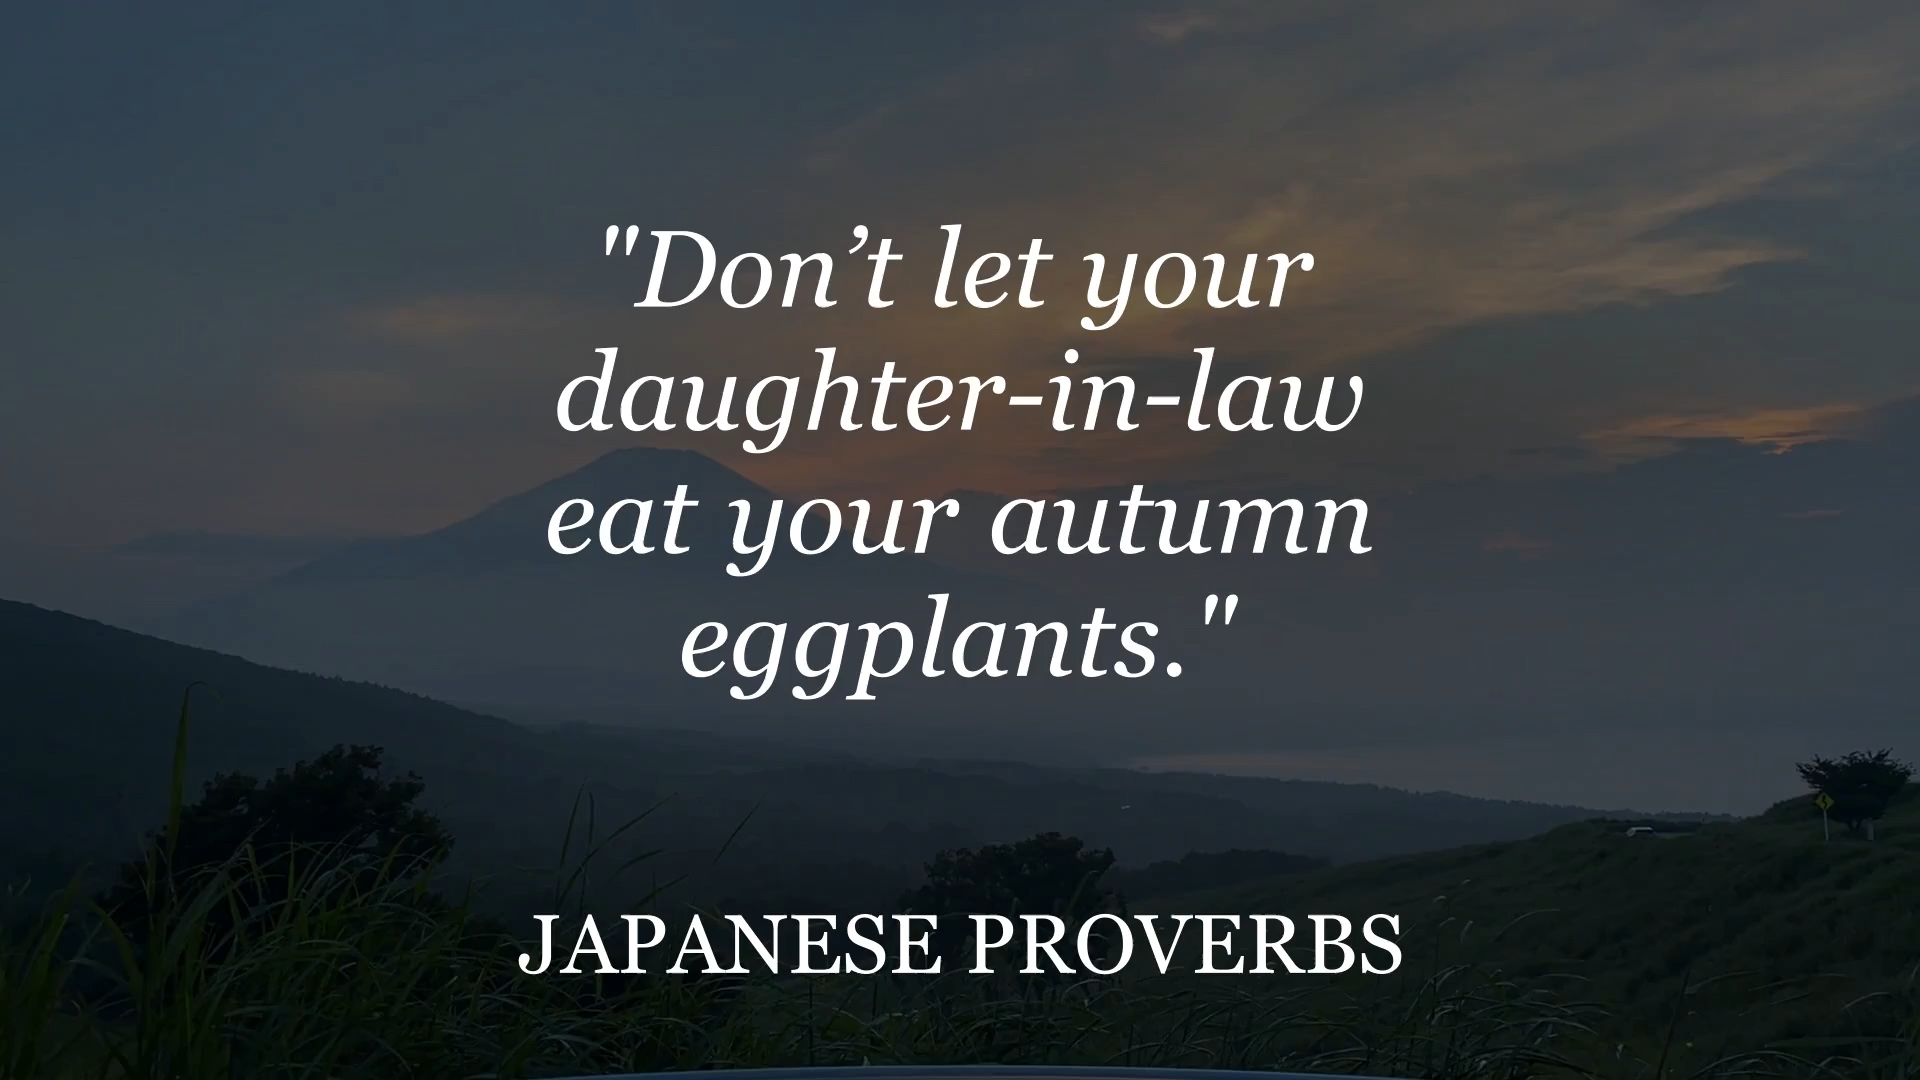 "Don’t let your
daughter-in-law
eat your autumn
eggplants."
JAPANESE PROVERBS